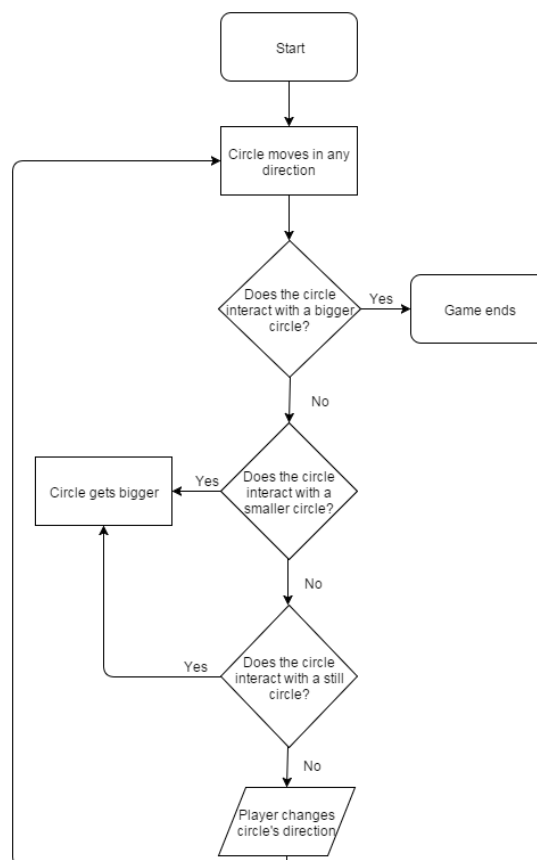 Start
Circle moves in any
direction
Does the circle
interact with a bigger
circle?
Yes
Game ends
No
Does the circle
interact with a
smaller circle?
Yes
Circle gets bigger
No
Does the circle
interact with a still
circle?
Yes
No
Player changes
circle's direction